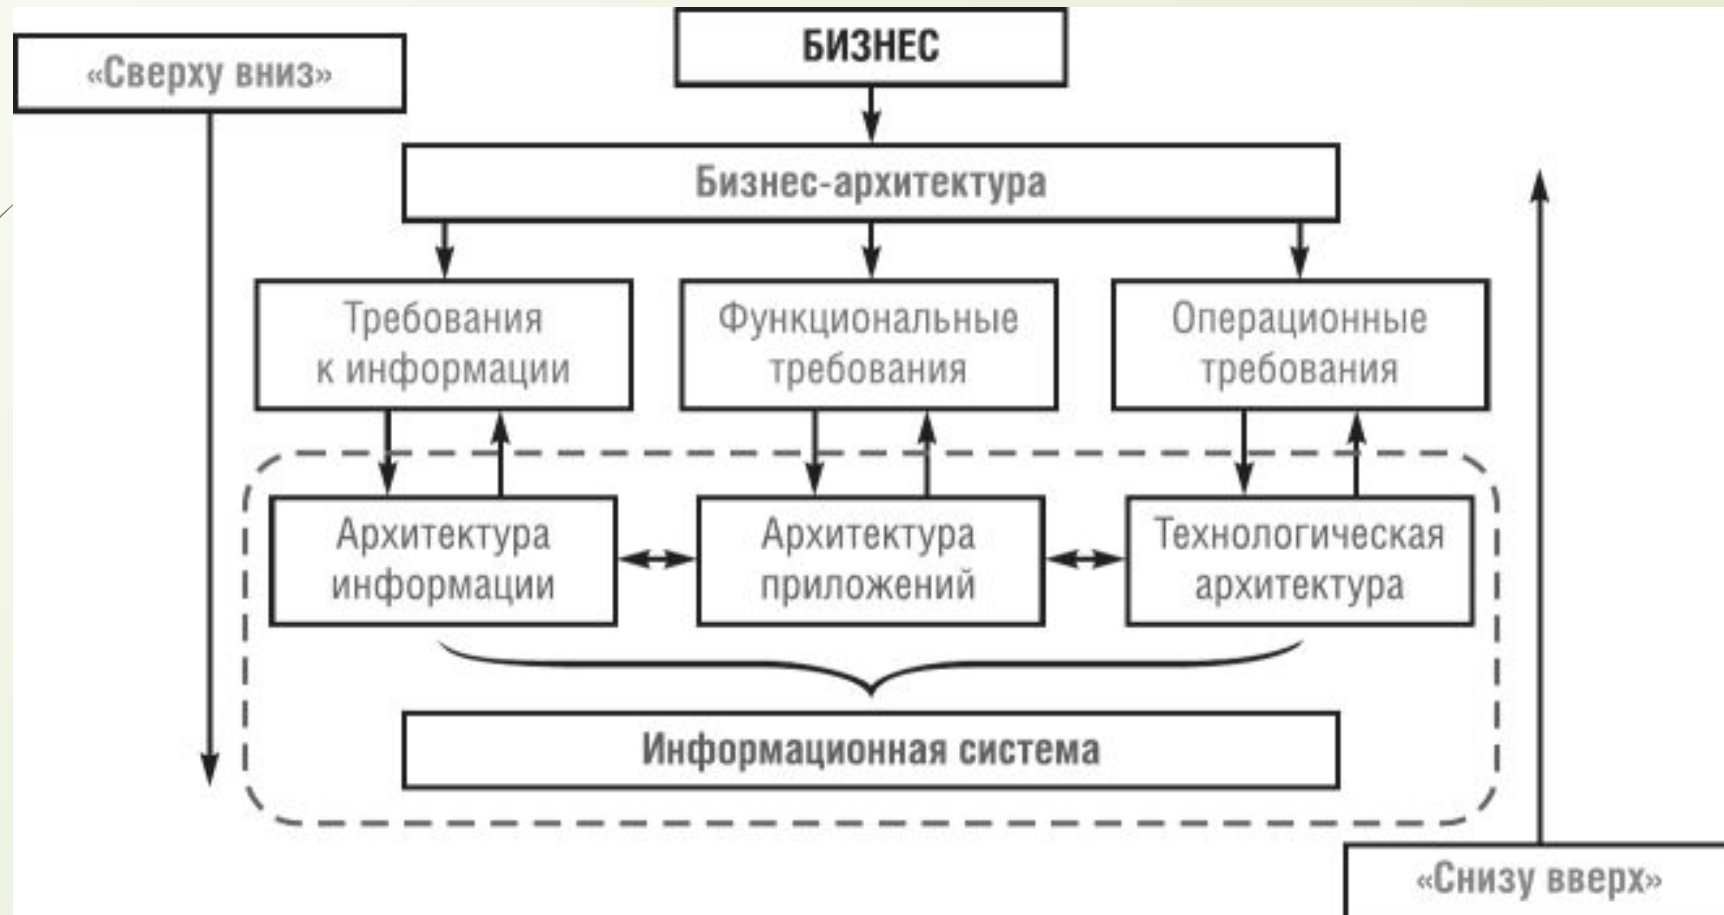 «Сверху вниз»
БИЗНЕС
Бизнес-архитектура
Требования
к информации
Функциональные
требования
Операционные
требования
Архитектура
информации
Архитектура
приложений
Технологическая
архитектура
Информационная система
«Снизу вверх»